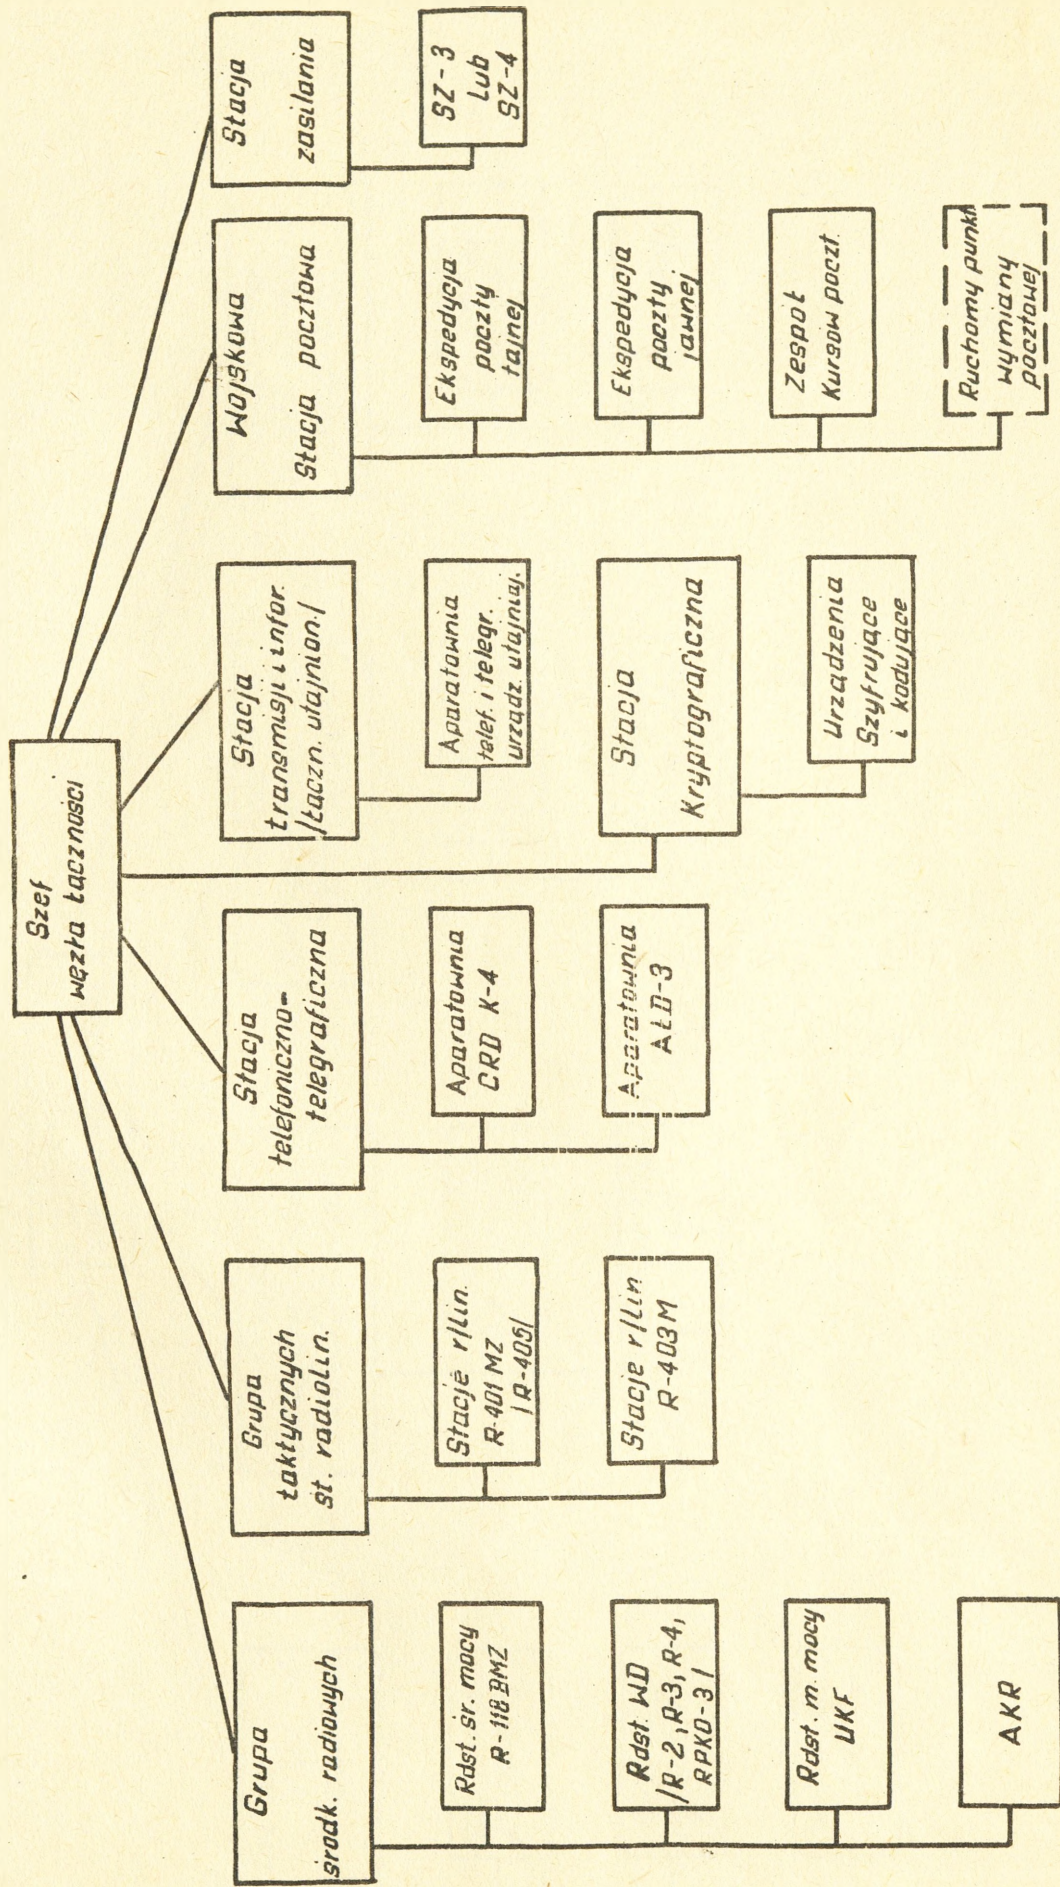 Szef
węzła łączności
Grupa
środk. radiowych
Rdst. śr. mocy
R-118 BMZ
Rdst. WD
/R-2, R-3, R-4,
RPKO-3/
Rdst. m. mocy
UKF
AKR
Grupa
taktycznych
st. radiolin.
Stacje r/lin.
R-401 MZ
/R-405/
Stacje r/lin
R-403M
Stacja
telefoniczno-
telegraficzna
Aparatownia
CRD K-4
Aparatownia
AŁD-3
Stacja
transmisji i infor.
/łączn. utajnion./
Aparatownia
telef. i telegr.
urządz. utajniaj.
Stacja
Kryptograficzna
Urządzenia
Szyfrujące
i kodujące
Wojskowa
Stacja pocztowa
Ekspedycja
poczty
tajnej
Ekspedycja
poczty
jawnej
Zespół
Kursów poczt.
Ruchomy punkt
wymiany
pocztowej
Stacja
zasilania
SZ-3
Lub
SZ-4